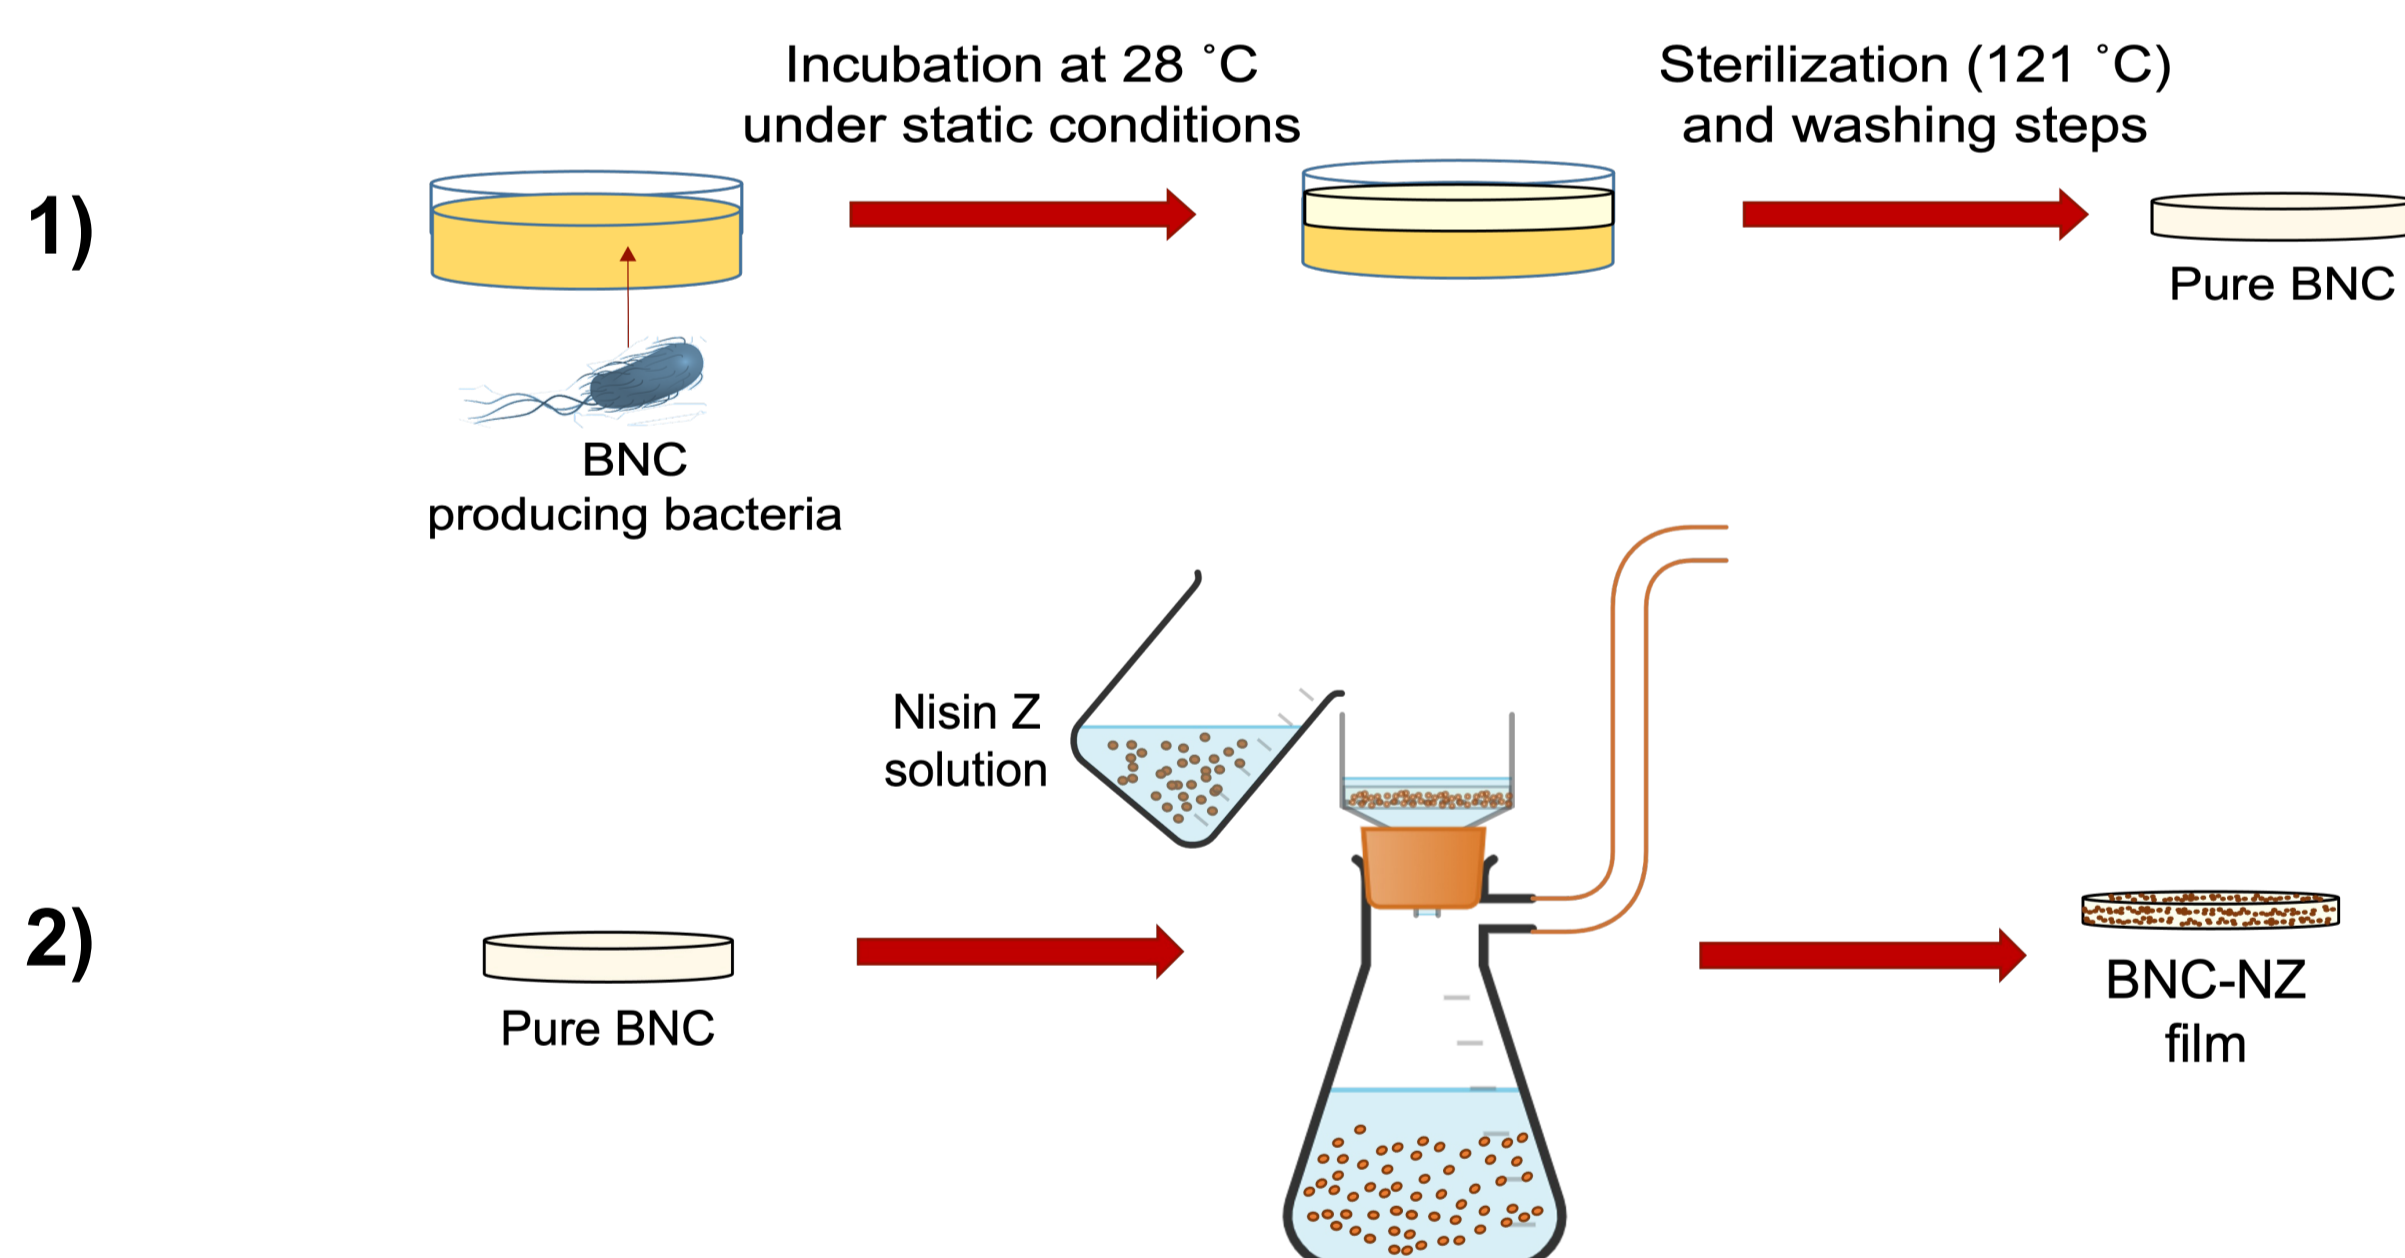 Incubation at 28 ˚C
under static conditions
Sterilization (121 ˚C)
and washing steps
1)
Pure BNC
BNC
producing bacteria
Nisin Z
solution
2)
Pure BNC
BNC-NZ
film